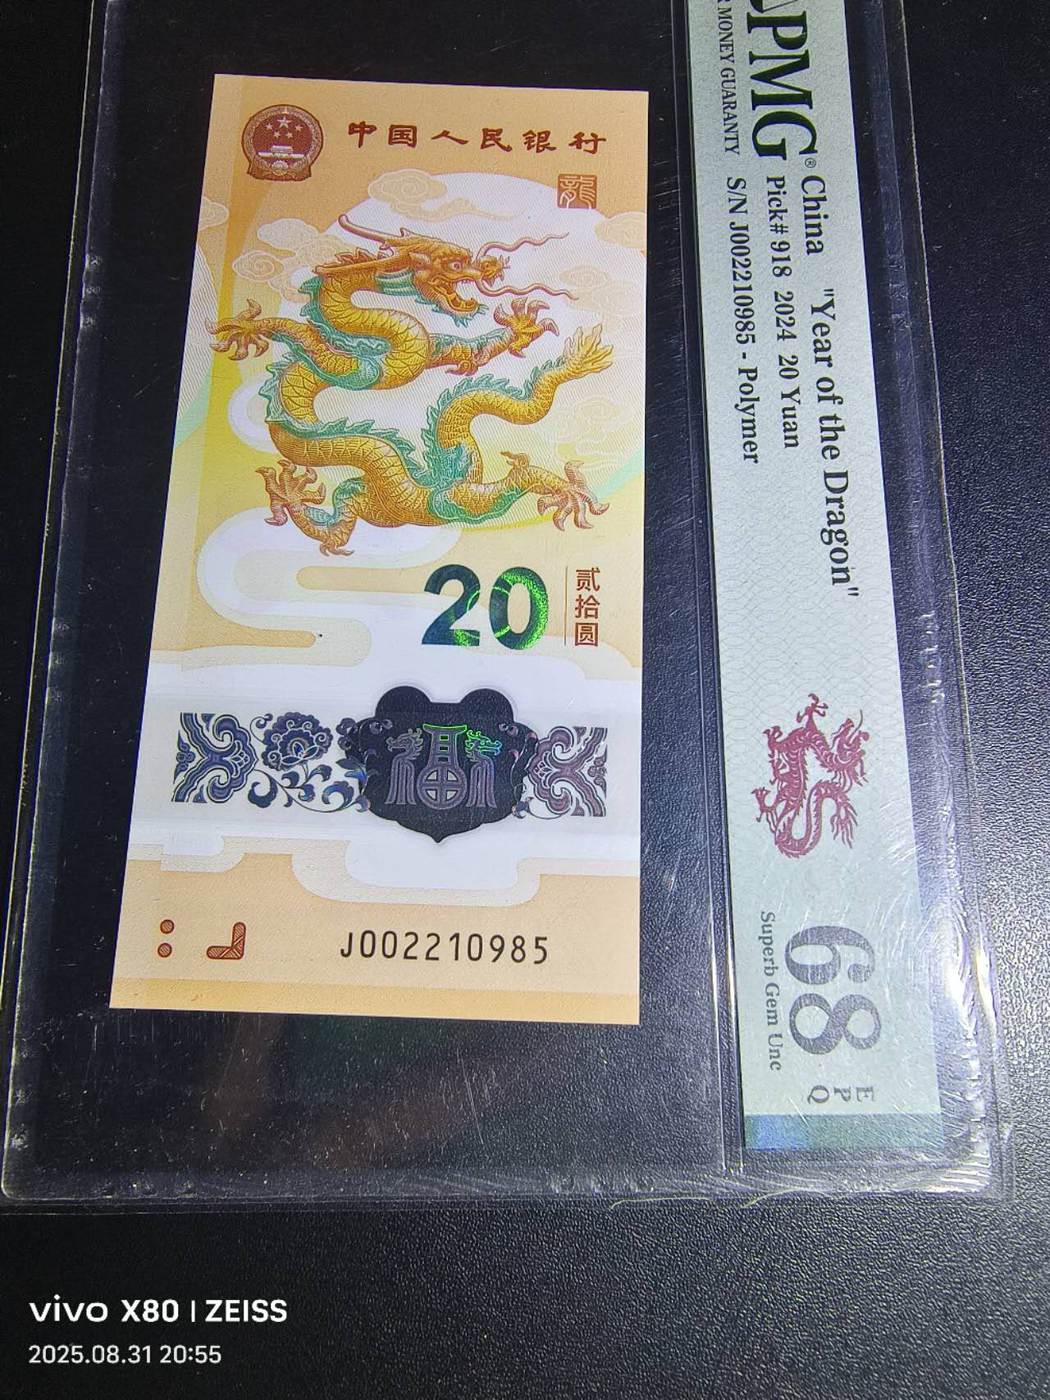 中国人民银行
龍
20
贰拾圆
福
J002210985
PMG
MONEY GUARANTY
China "Year of the Dragon"
Pick# 918 2024 20 Yuan
S/N J002210985 - Polymer
68
EPQ
Superb Gem Unc
vivo X80 | ZEISS
2025.08.31 20:55